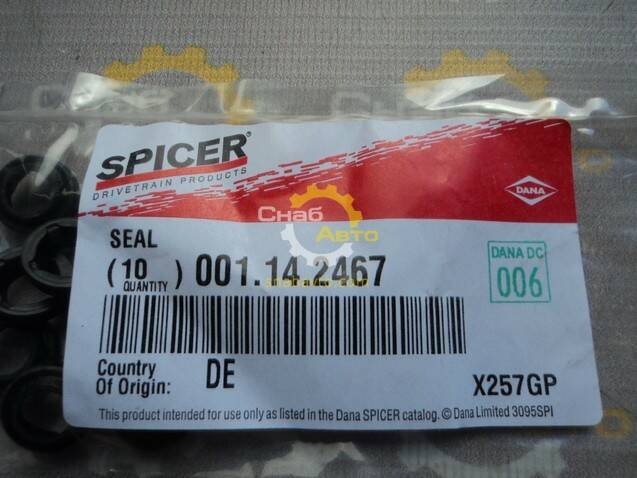 SPICER®
DRIVETRAIN PRODUCTS
DANA
Снаб
Авто
SEAL
(10) 001.14.2467
QUANTITY
DANA DC
006
Country
Of Origin: DE
X257GP
This product intended for use only as listed in the Dana SPICER catalog. © Dana Limited 3095SPI